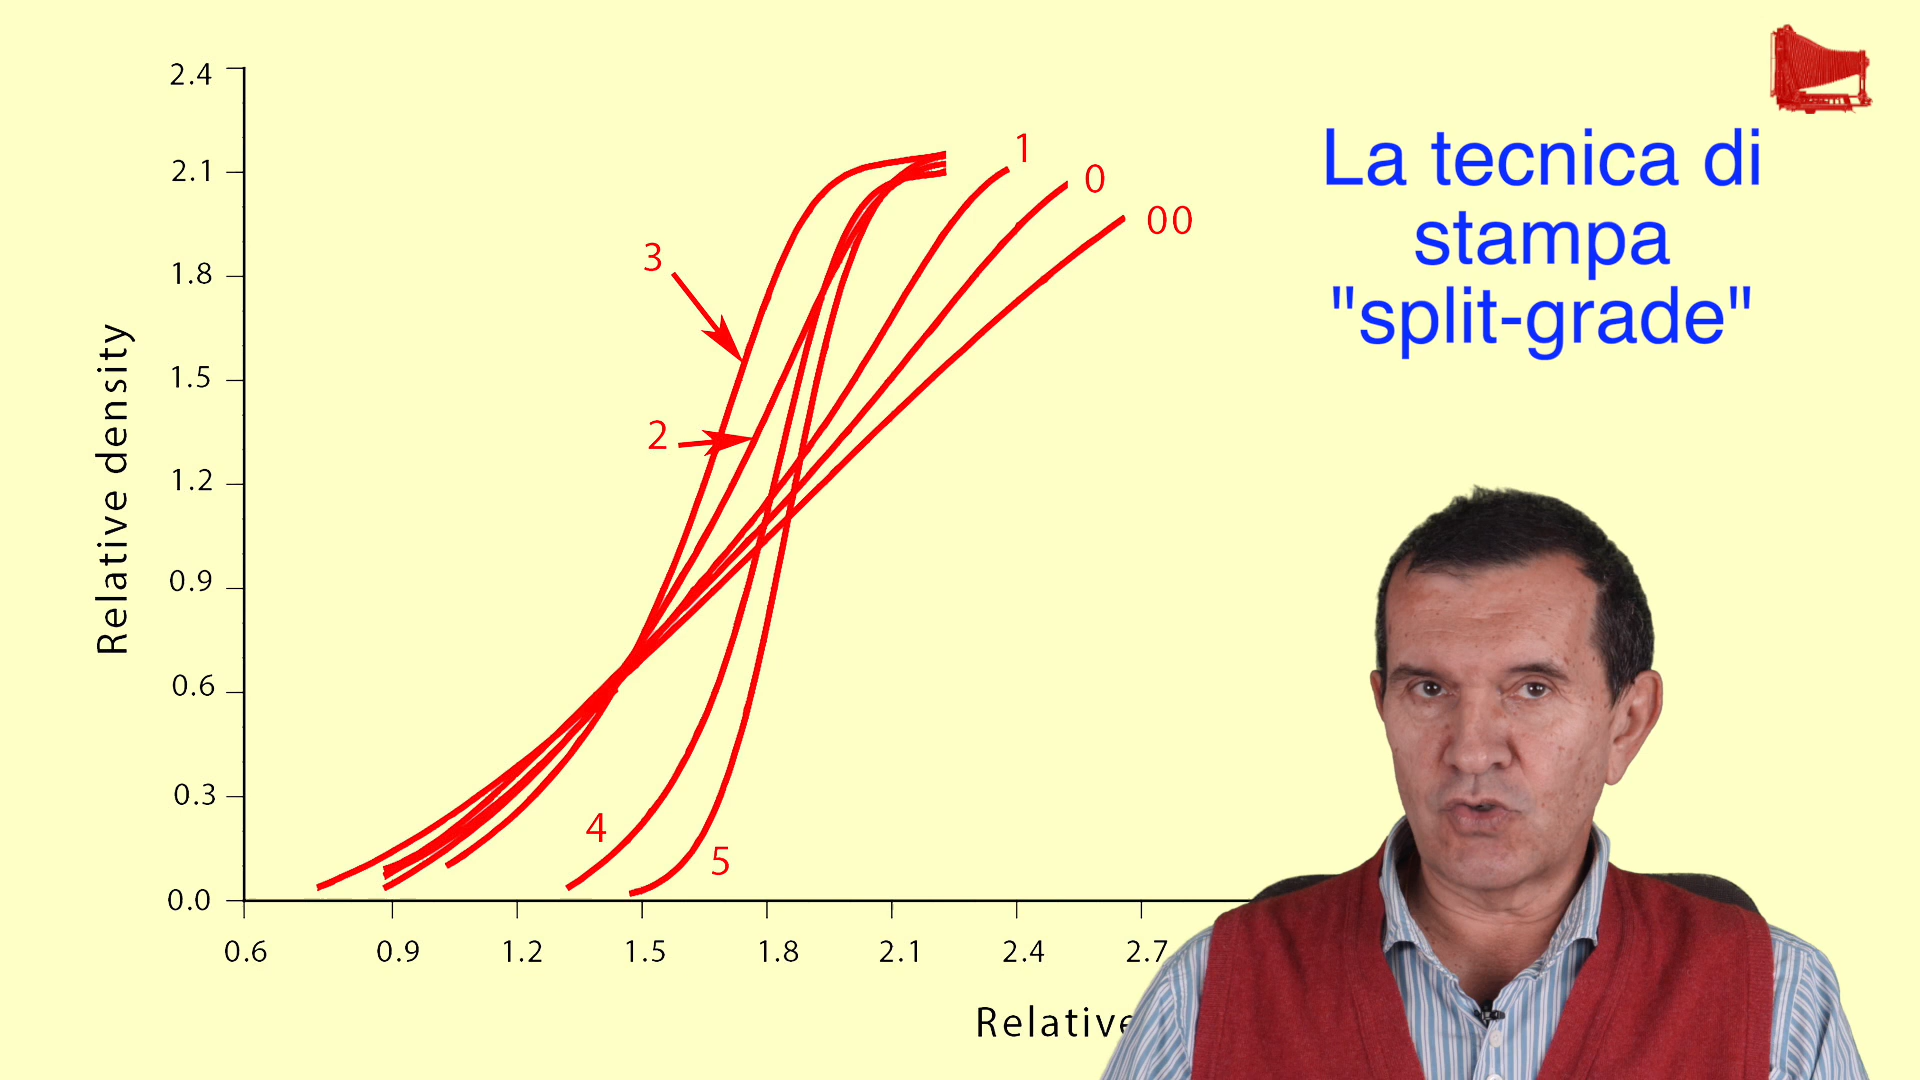 La tecnica di
stampa
"split-grade"
Relative density
2.4
2.1
1.8
1.5
1.2
0.9
0.6
0.3
0.0
0.6 0.9 1.2 1.5 1.8 2.1 2.4 2.7
Relative
1
0
00
3
2
4
5